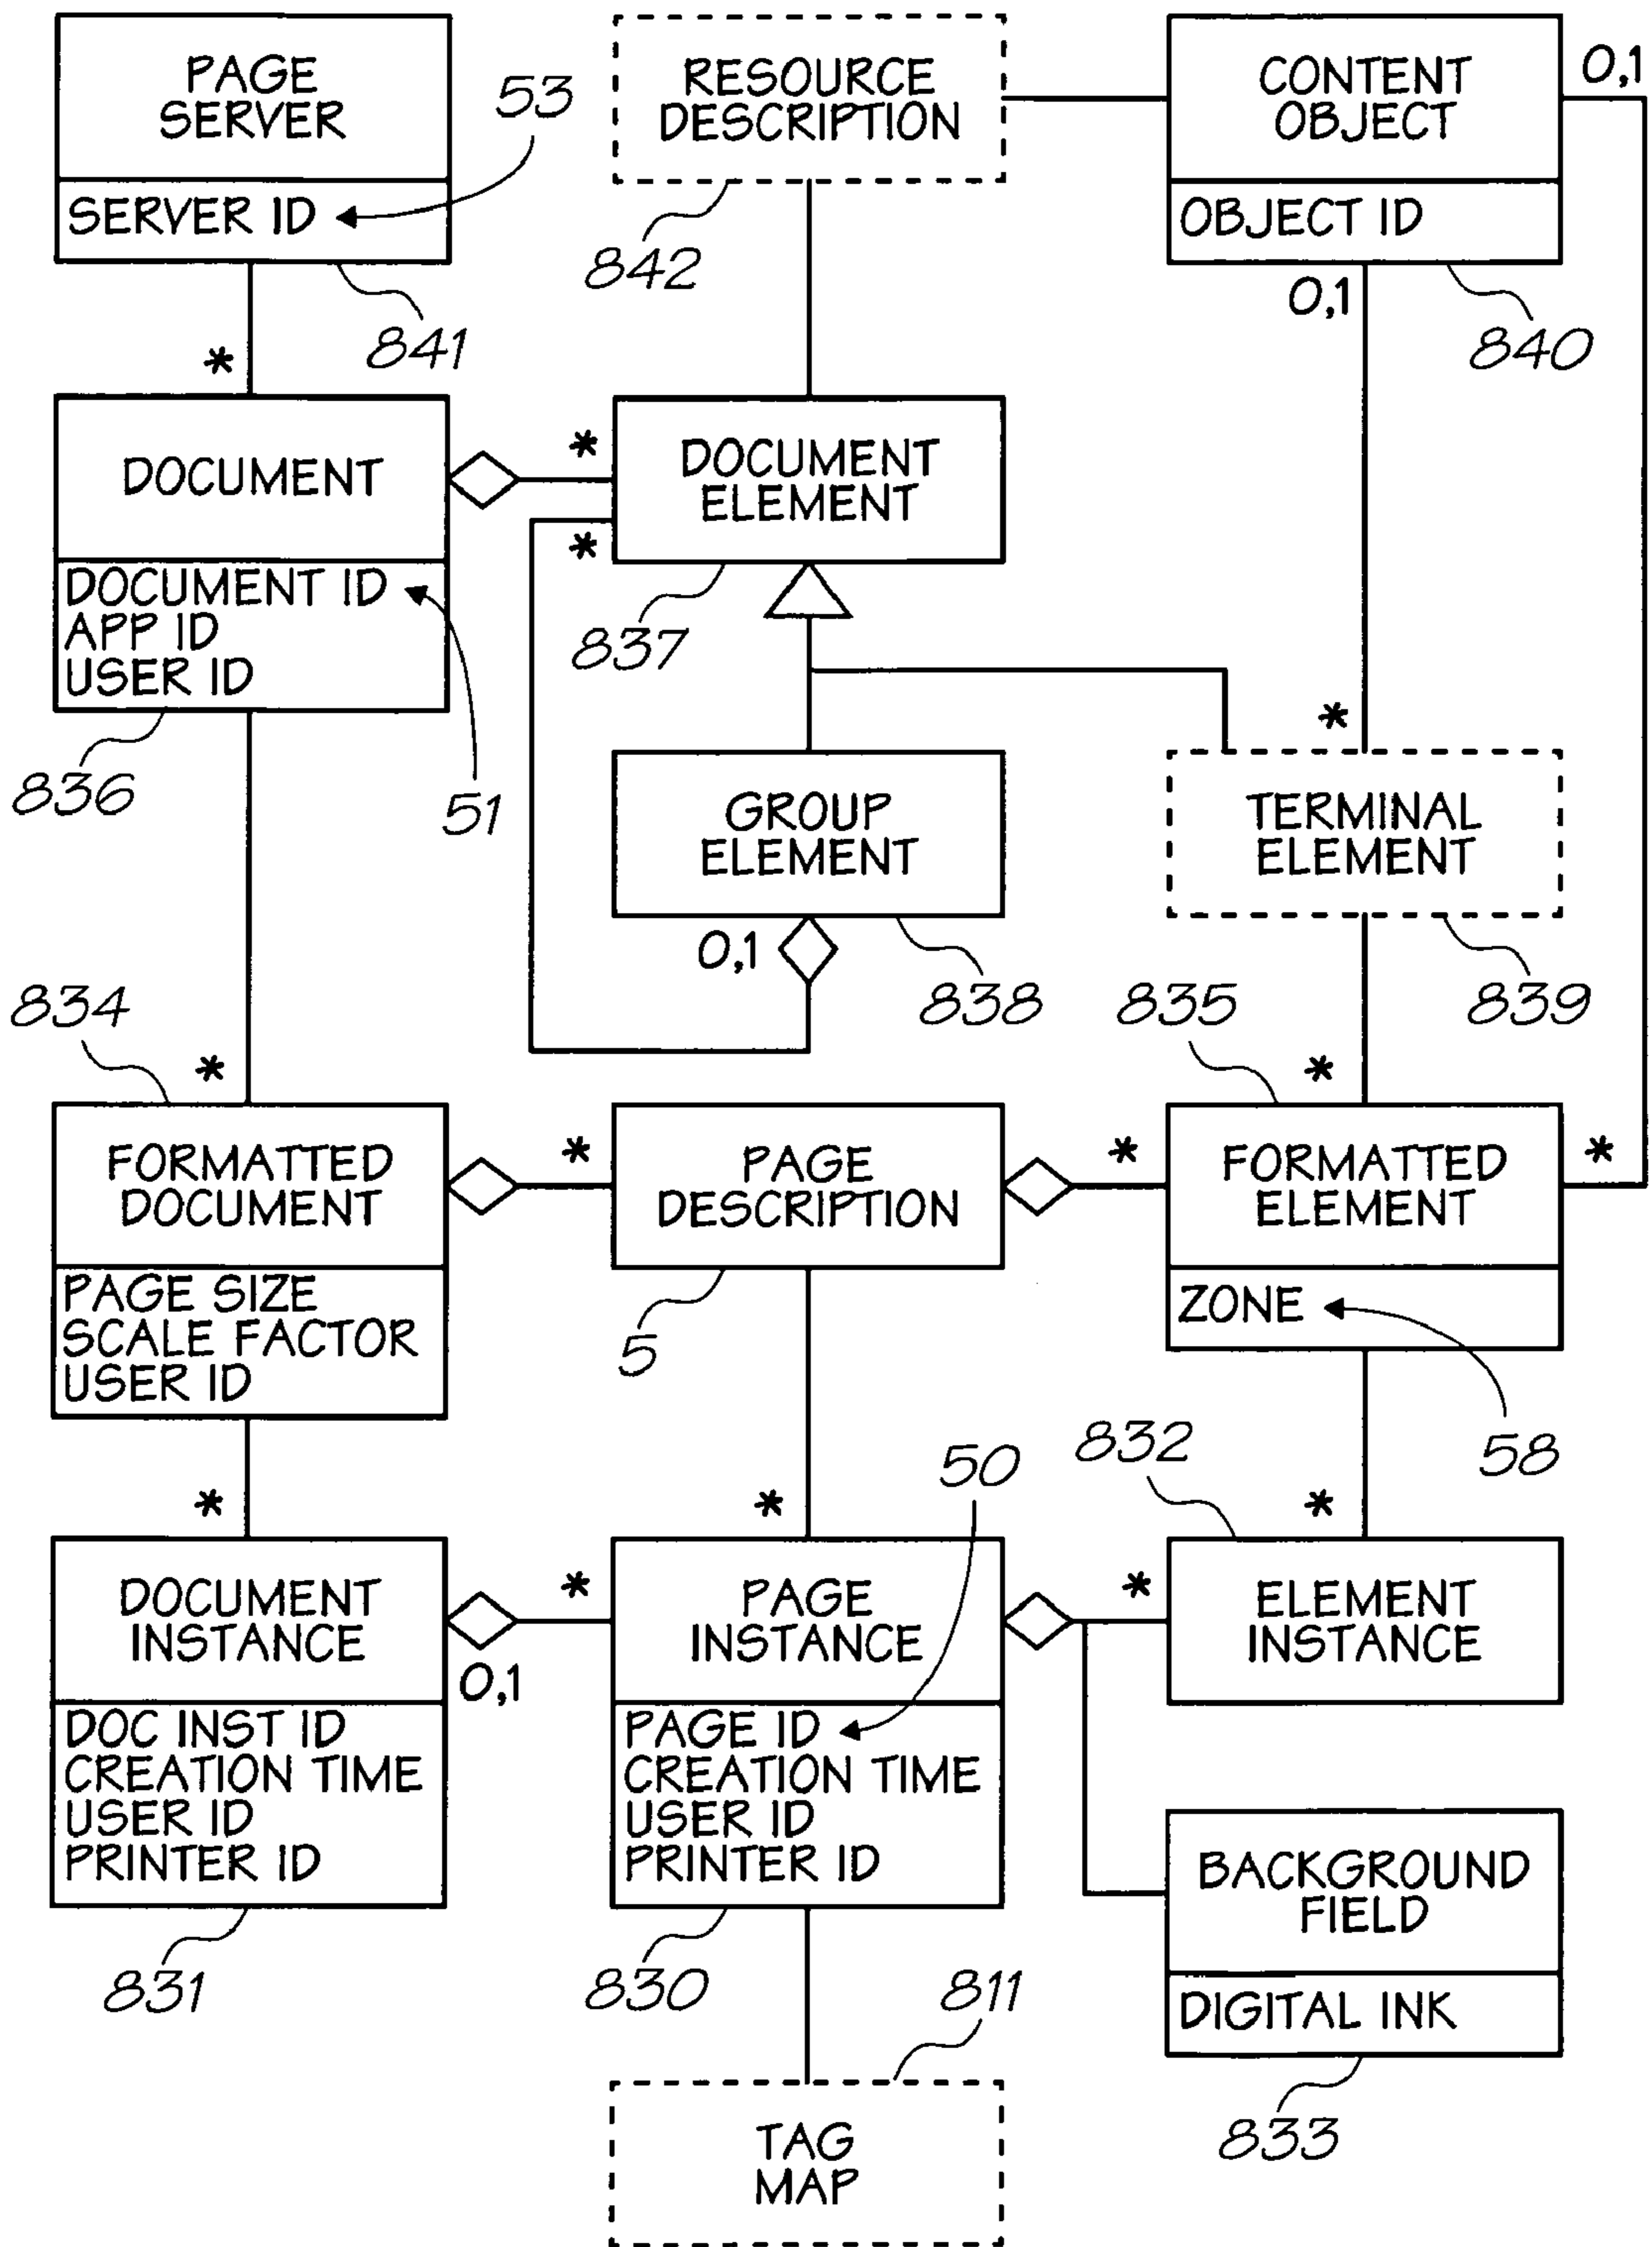 PAGE
SERVER
SERVER ID
53
841
RESOURCE
DESCRIPTION
842
CONTENT
OBJECT
OBJECT ID
0,1
0,1
840
*
DOCUMENT
DOCUMENT ID
APP ID
USER ID
836
51
*
*
DOCUMENT
ELEMENT
837
GROUP
ELEMENT
0,1
838
*
TERMINAL
ELEMENT
839
834
*
FORMATTED
DOCUMENT
PAGE SIZE
SCALE FACTOR
USER ID
*
PAGE
DESCRIPTION
5
*
835
*
FORMATTED
ELEMENT
*
ZONE
58
*
DOCUMENT
INSTANCE
0,1
DOC INST ID
CREATION TIME
USER ID
PRINTER ID
831
*
*
50
PAGE
INSTANCE
PAGE ID
CREATION TIME
USER ID
PRINTER ID
830
832
*
*
ELEMENT
INSTANCE
BACKGROUND
FIELD
DIGITAL INK
833
811
TAG
MAP